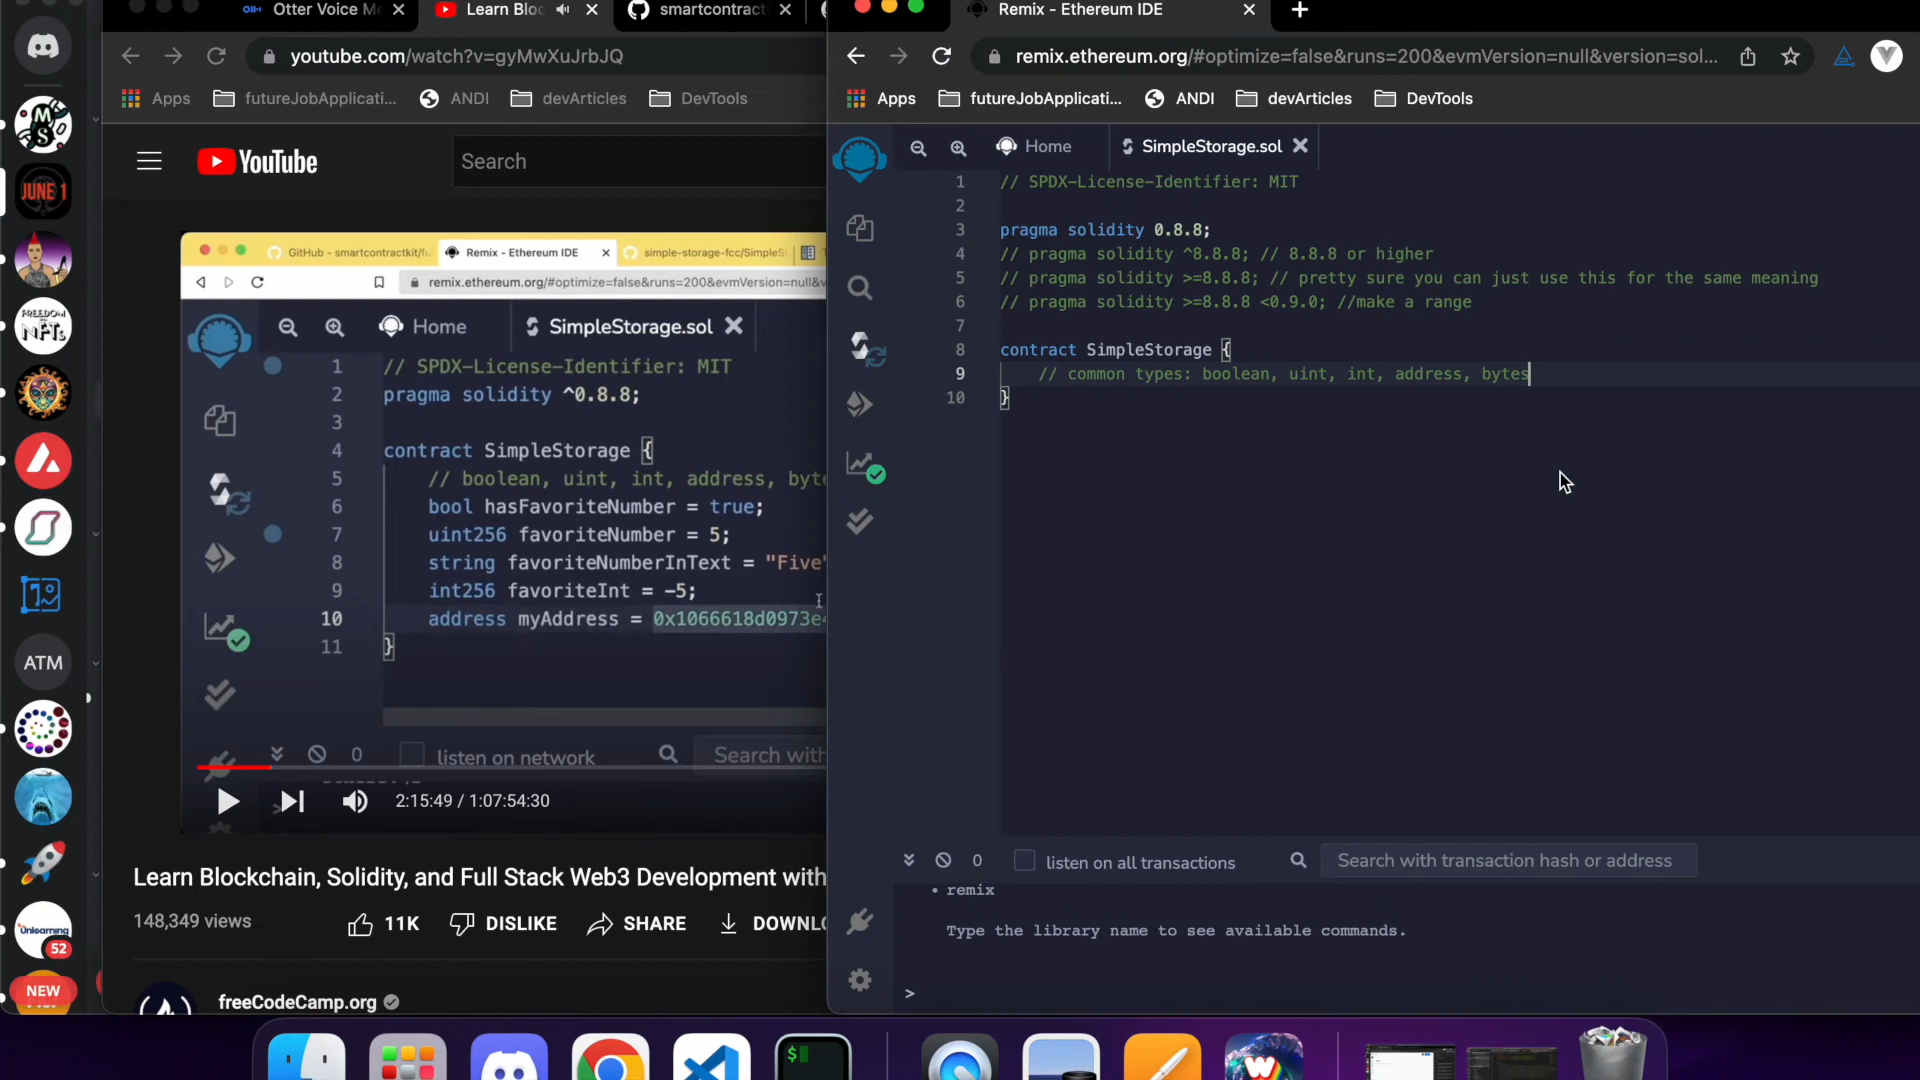 Otter Voice Me
Learn Bloc
smartcontract
youtube.com/watch?v=gyMwXuJrbJQ
Apps
futureJobApplicati...
ANDI
devArticles
DevTools
YouTube
Search
GitHub - smartcontractkit/fu
Remix - Ethereum IDE
simple-storage-fcc/SimpleS
remix.ethereum.org/#optimize=false&runs=200&evmVersion=null&v
Home
SimpleStorage.sol
1 // SPDX-License-Identifier: MIT
2 pragma solidity ^0.8.8;
3
4 contract SimpleStorage {
5 // boolean, uint, int, address, byte
6 bool hasFavoriteNumber = true;
7 uint256 favoriteNumber = 5;
8 string favoriteNumberInText = "Five"
9 int256 favoriteInt = -5;
10 address myAddress = 0x1066618d0973e4
11 }
0
listen on network
Search with
2:15:49 / 1:07:54:30
Learn Blockchain, Solidity, and Full Stack Web3 Development with
148,349 views
11K
DISLIKE
SHARE
DOWNLO
freeCodeCamp.org
JUNE 1
FREEDOM
NFTs
ATM
Unlearning
52
NEW
Remix - Ethereum IDE
remix.ethereum.org/#optimize=false&runs=200&evmVersion=null&version=sol...
Apps
futureJobApplicati...
ANDI
devArticles
DevTools
Home
SimpleStorage.sol
1 // SPDX-License-Identifier: MIT
2
3 pragma solidity 0.8.8;
4 // pragma solidity ^8.8.8; // 8.8.8 or higher
5 // pragma solidity >=8.8.8; // pretty sure you can just use this for the same meaning
6 // pragma solidity >=8.8.8 <0.9.0; //make a range
7
8 contract SimpleStorage {
9 // common types: boolean, uint, int, address, bytes
10 }
0
listen on all transactions
Search with transaction hash or address
• remix
Type the library name to see available commands.
>
$